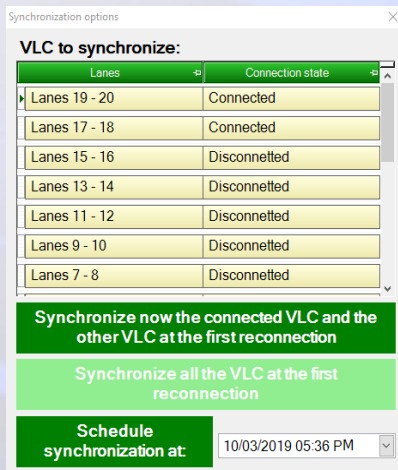 Synchronization options
VLC to synchronize:
Lanes Connection state
Lanes 19 - 20 Connected
Lanes 17 - 18 Connected
Lanes 15 - 16 Disconnetted
Lanes 13 - 14 Disconnetted
Lanes 11 - 12 Disconnetted
Lanes 9 - 10 Disconnetted
Lanes 7 - 8 Disconnetted
Synchronize now the connected VLC and the
other VLC at the first reconnection
Synchronize all the VLC at the first
reconnection
Schedule
synchronization at:
10/03/2019 05:36 PM